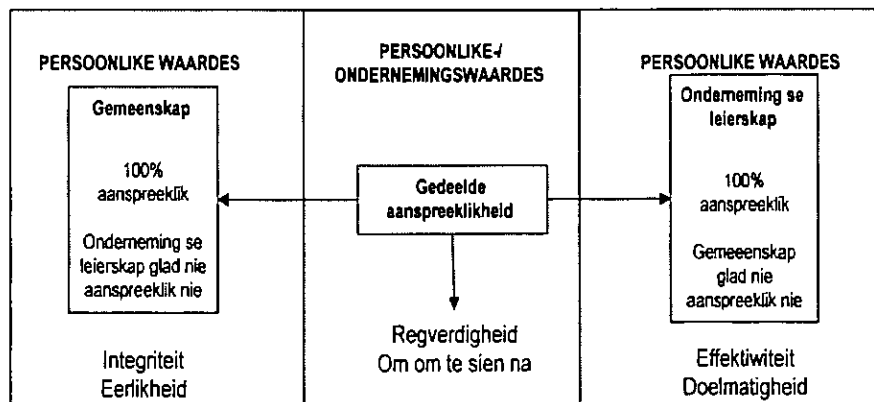 PERSOONLIKE WAARDES
Gemeenskap
100%
aanspreeklik
Onderneming se
leierskap glad nie
aanspreeklik nie
Integriteit
Eerlikheid
PERSOONLIKE-/
ONDERNEMINGSWAARDES
Gedeelde
aanspreeklikheid
Regverdigheid
Om om te sien na
PERSOONLIKE WAARDES
Onderneming se
leierskap
100%
aanspreeklik
Gemeeenskap
glad nie
aanspreeklik nie
Effektiwiteit
Doelmatigheid